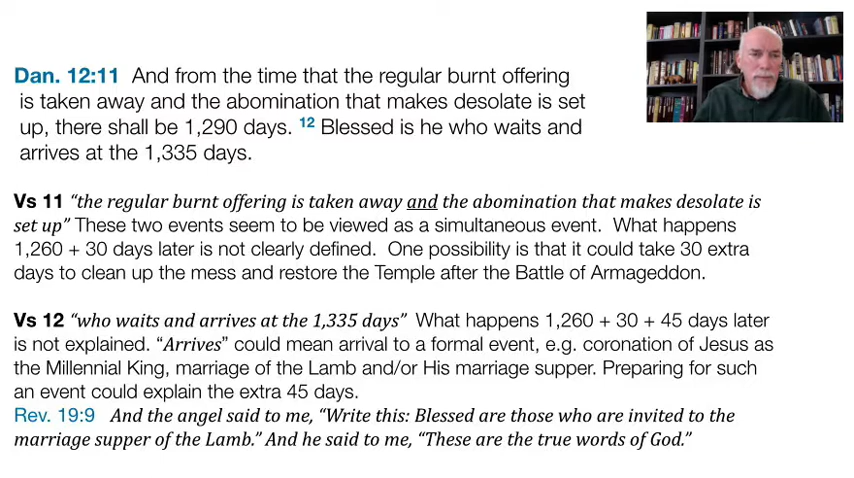 Dan. 12:11 And from the time that the regular burnt offering
is taken away and the abomination that makes desolate is set
up, there shall be 1,290 days. 12 Blessed is he who waits and
arrives at the 1,335 days.
Vs 11 “the regular burnt offering is taken away and the abomination that makes desolate is
set up” These two events seem to be viewed as a simultaneous event. What happens
1,260 + 30 days later is not clearly defined. One possibility is that it could take 30 extra
days to clean up the mess and restore the Temple after the Battle of Armageddon.
Vs 12 “who waits and arrives at the 1,335 days” What happens 1,260 + 30 + 45 days later
is not explained. “Arrives” could mean arrival to a formal event, e.g. coronation of Jesus as
the Millennial King, marriage of the Lamb and/or His marriage supper. Preparing for such
an event could explain the extra 45 days.
Rev. 19:9 And the angel said to me, “Write this: Blessed are those who are invited to the
marriage supper of the Lamb.” And he said to me, “These are the true words of God.”